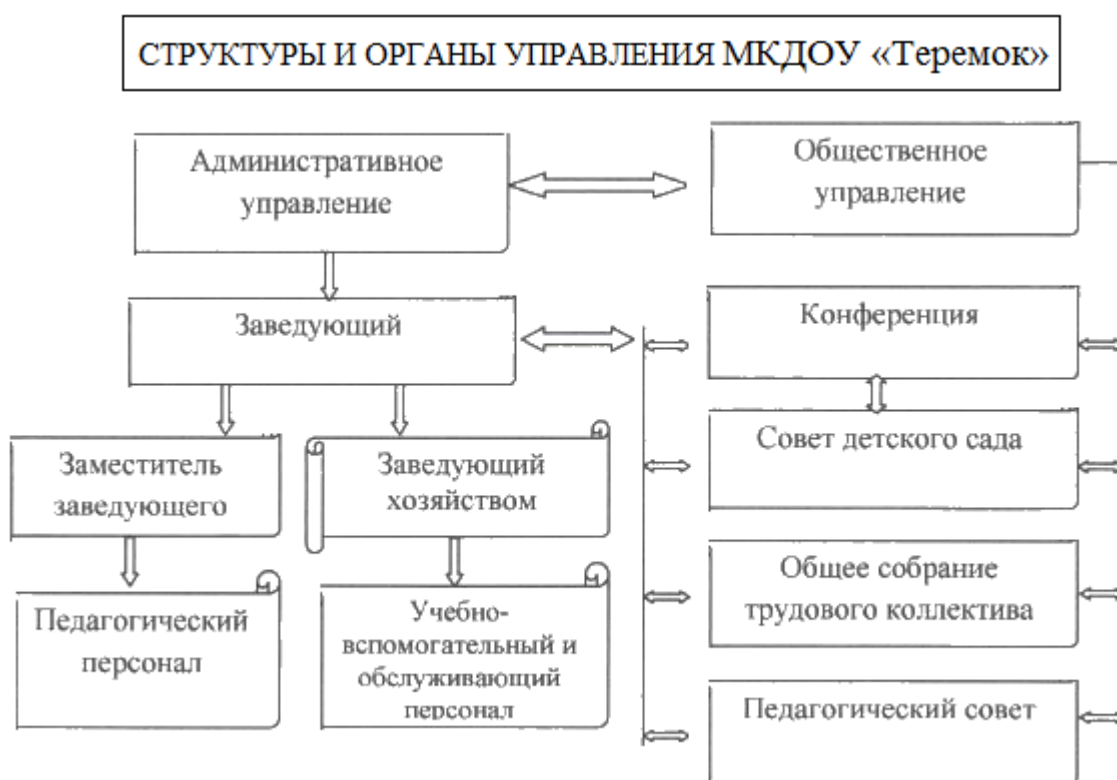 СТРУКТУРЫ И ОРГАНЫ УПРАВЛЕНИЯ МКДОУ «Теремок»
Административное
управление
Общественное
управление
Заведующий
Конференция
Заместитель
заведующего
Заведующий
хозяйством
Совет детского сада
Педагогический
персонал
Учебно-
вспомогательный и
обслуживающий
персонал
Общее собрание
трудового коллектива
Педагогический совет